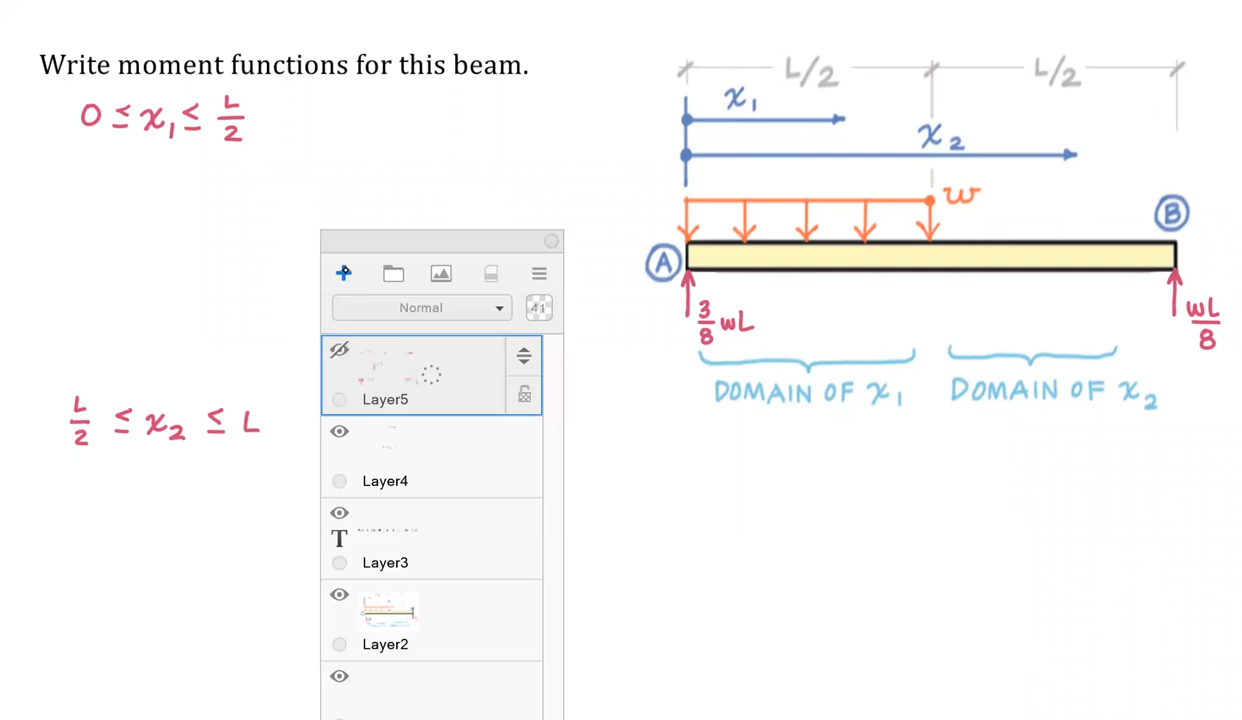 Write moment functions for this beam.
0 ≤ x₁ ≤ L/2
L/2 ≤ x₂ ≤ L
Normal
41
Layer5
Layer4
T
Layer3
Layer2
L/2 L/2
x₁
x₂
w
A
B
3/8 wL
wL/8
DOMAIN OF x₁
DOMAIN OF x₂